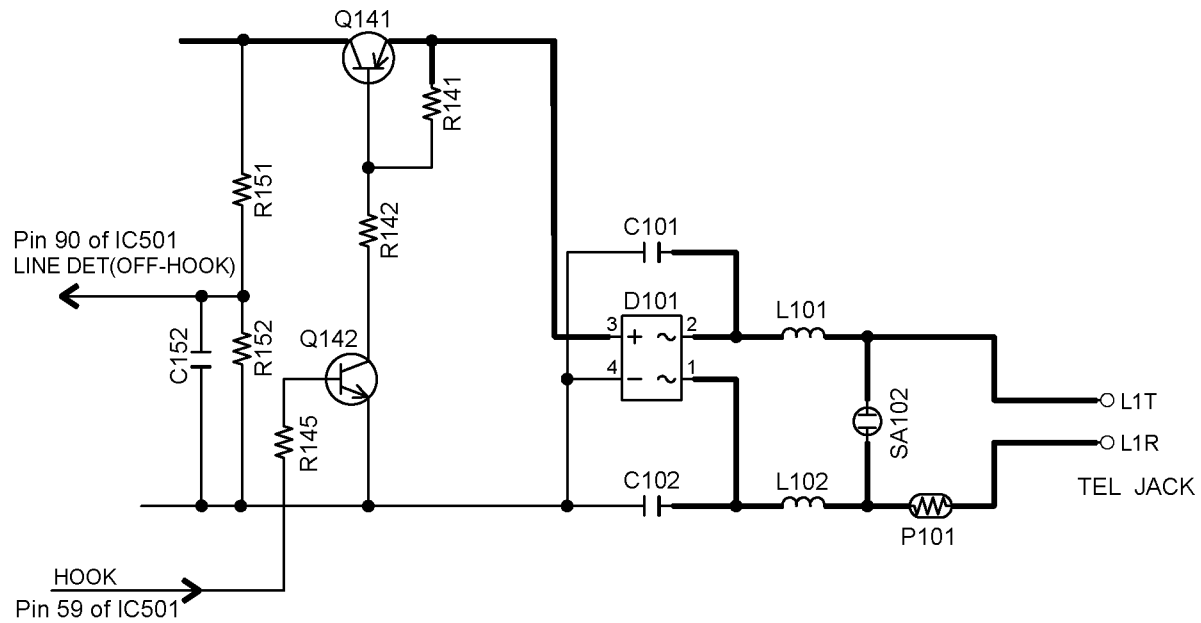 Q141
R141
R151
R142
Pin 90 of IC501
LINE DET(OFF-HOOK)
C101
D101
L101
3 + ~ 2
4 - ~ 1
C152
R152
Q142
R145
SA102
L1T
L1R
TEL JACK
C102
L102
P101
HOOK
Pin 59 of IC501